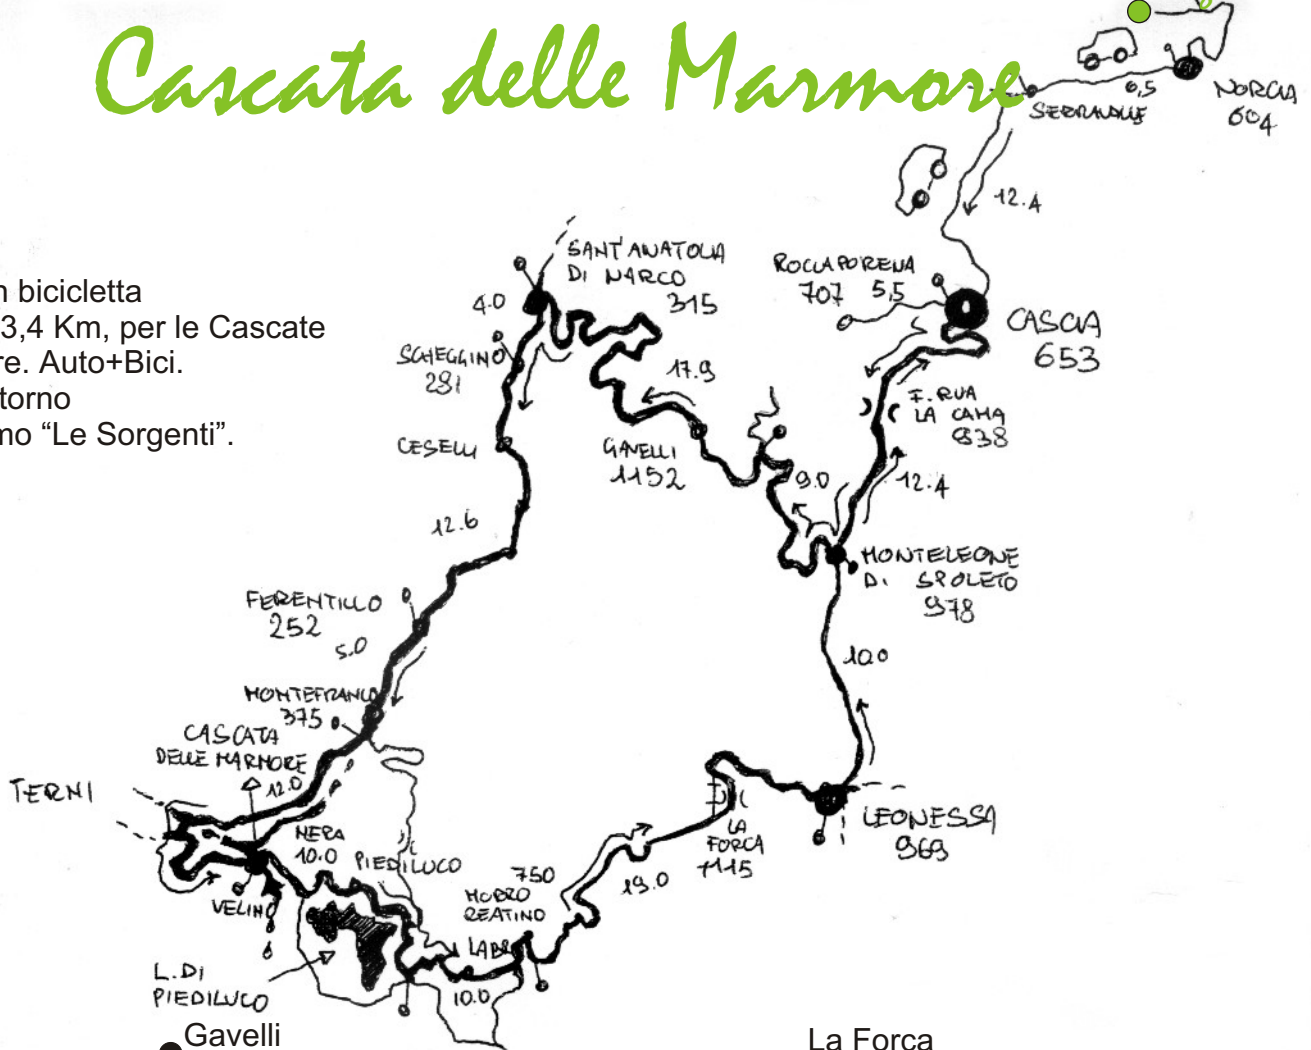 Cascata delle Marmore
NORCIA
604
6,5
SERRAVALLE
12.4
n bicicletta
3,4 Km, per le Cascate
re. Auto+Bici.
torno
mo “Le Sorgenti”.
SANT'ANATOLIA
DI NARCO
315
4.0
ROCCAPORENA
707 5,5
CASCIA
653
SCHEGGINO
281
17.9
F. RUA
LA CAMA
938
CESELLI
GAVELLI
1152
9.0
12.4
12.6
MONTELEONE
DI SPOLETO
978
FERENTILLO
252
5.0
10.0
MONTEFRANCO
375
CASCATA
DELLE MARMORE
12.0
TERNI
LEONESSA
969
NERA
10.0
PIEDILUCO
LA
FORCA
1115
750
MORRO
REATINO
19.0
VELINO
LABRO
L. DI
PIEDILUCO
10.0
Gavelli
La Forca